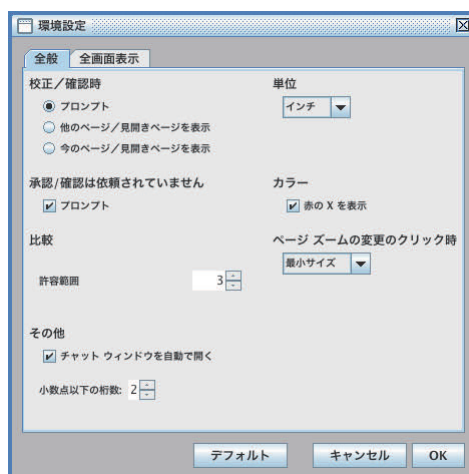 環境設定
全般 全画面表示
校正／確認時
プロンプト
他のページ／見開きページを表示
今のページ／見開きページを表示
単位
インチ
承認/確認は依頼されていません
プロンプト
カラー
赤の X を表示
比較
許容範囲 3
ページ ズームの変更のクリック時
最小サイズ
その他
チャット ウィンドウを自動で開く
小数点以下の桁数: 2
デフォルト キャンセル OK